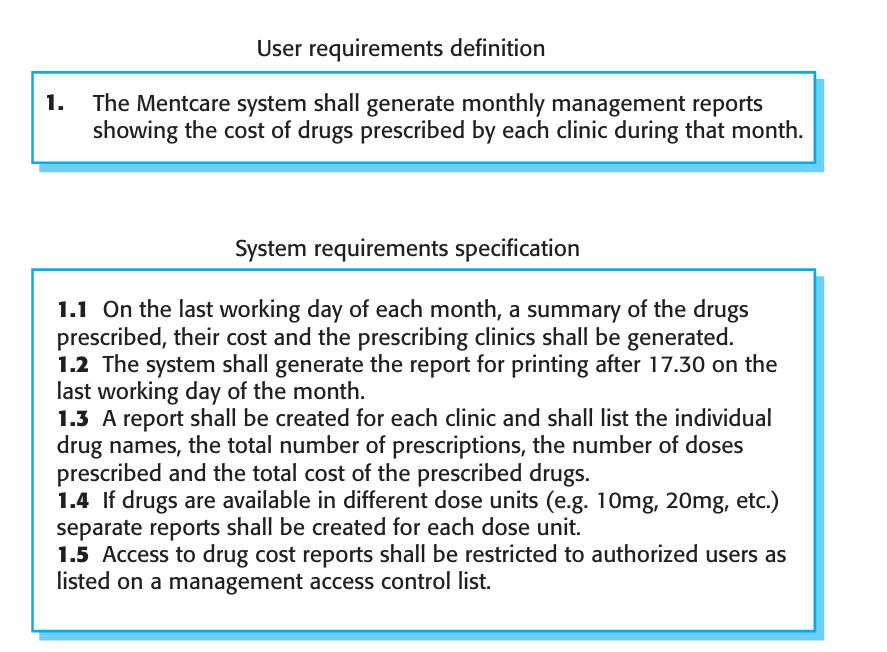 User requirements definition
1. The Mentcare system shall generate monthly management reports
showing the cost of drugs prescribed by each clinic during that month.
System requirements specification
1.1 On the last working day of each month, a summary of the drugs
prescribed, their cost and the prescribing clinics shall be generated.
1.2 The system shall generate the report for printing after 17.30 on the
last working day of the month.
1.3 A report shall be created for each clinic and shall list the individual
drug names, the total number of prescriptions, the number of doses
prescribed and the total cost of the prescribed drugs.
1.4 If drugs are available in different dose units (e.g. 10mg, 20mg, etc.)
separate reports shall be created for each dose unit.
1.5 Access to drug cost reports shall be restricted to authorized users as
listed on a management access control list.